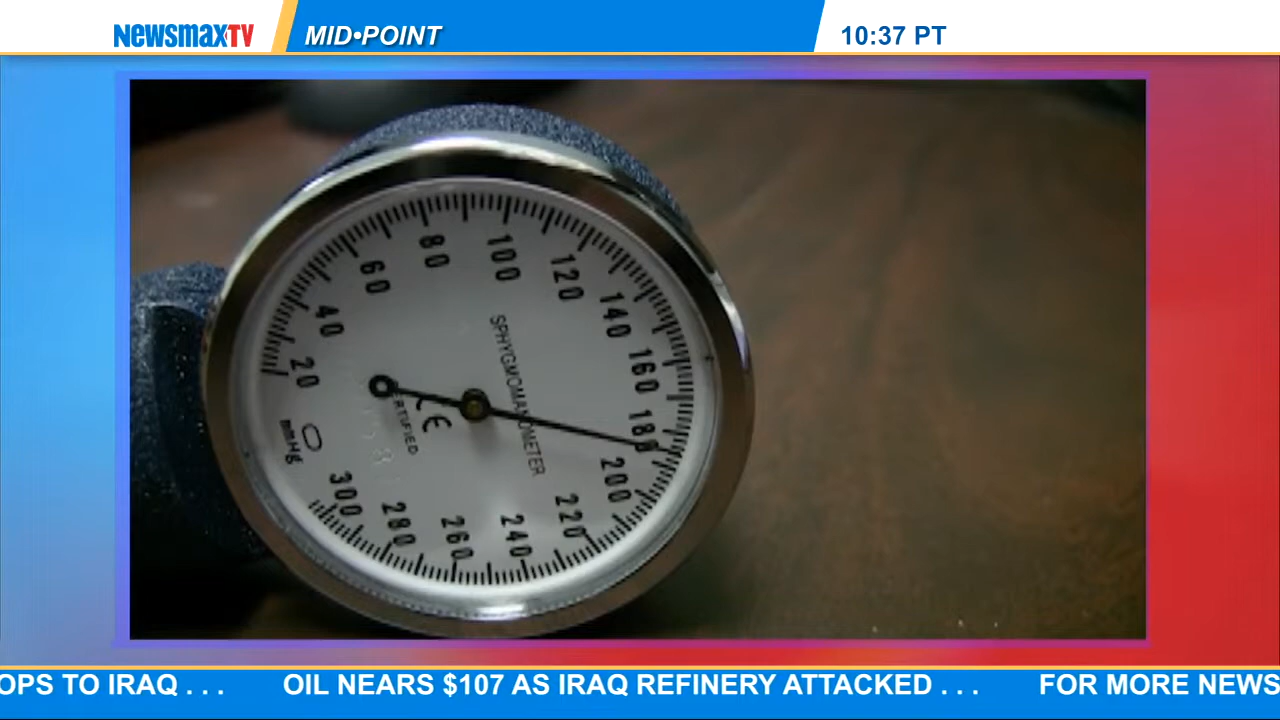 NEWSMAXTV
MID•POINT
10:37 PT
20
40
60
80
100
120
140
160
180
200
220
240
260
280
300
0
mmHg
SPHYGMOMANOMETER
CE
CERTIFIED
OPS TO IRAQ . . . OIL NEARS $107 AS IRAQ REFINERY ATTACKED . . . FOR MORE NEWS